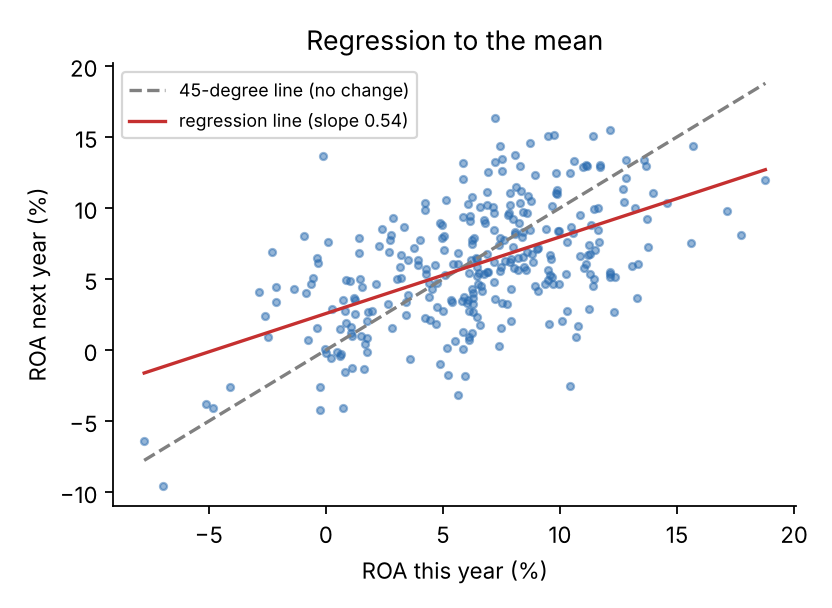 Regression to the mean
45-degree line (no change)
regression line (slope 0.54)
20
15
10
5
0
−5
−10
ROA next year (%)
−5
0
5
10
15
20
ROA this year (%)